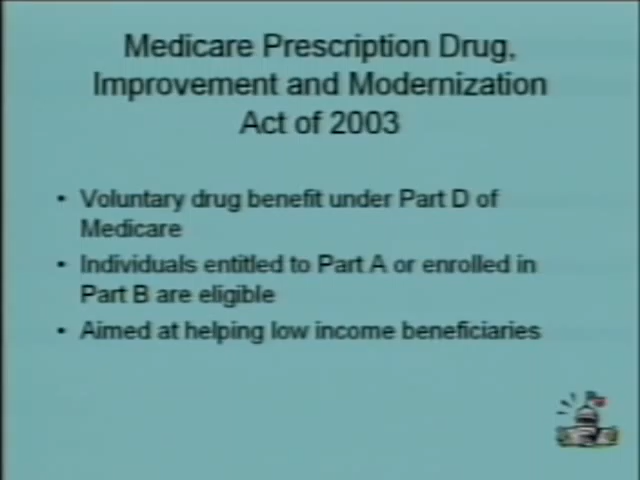 Medicare Prescription Drug,
Improvement and Modernization
Act of 2003
• Voluntary drug benefit under Part D of
Medicare
• Individuals entitled to Part A or enrolled in
Part B are eligible
• Aimed at helping low income beneficiaries